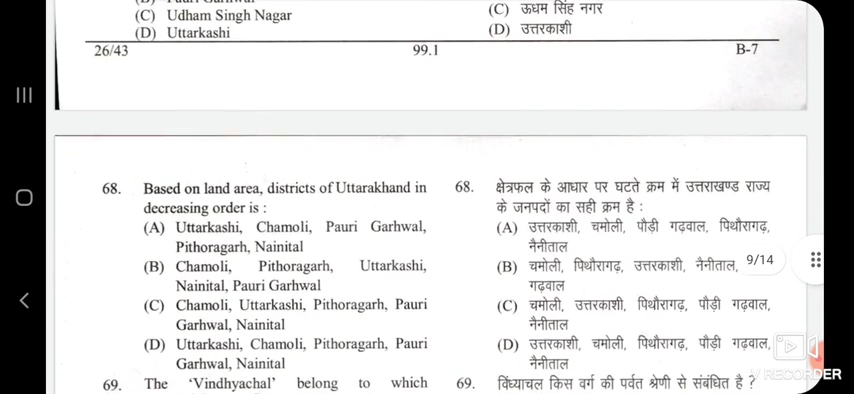 (C) Udham Singh Nagar
(D) Uttarkashi
(C) ऊधम सिंह नगर
(D) उत्तरकाशी
26/43 99.1 B-7
68. Based on land area, districts of Uttarakhand in
decreasing order is :
(A) Uttarkashi, Chamoli, Pauri Garhwal,
Pithoragarh, Nainital
(B) Chamoli, Pithoragarh, Uttarkashi,
Nainital, Pauri Garhwal
(C) Chamoli, Uttarkashi, Pithoragarh, Pauri
Garhwal, Nainital
(D) Uttarkashi, Chamoli, Pithoragarh, Pauri
Garhwal, Nainital
69. The ‘Vindhyachal’ belong to which
68. क्षेत्रफल के आधार पर घटते क्रम में उत्तराखण्ड राज्य
के जनपदों का सही क्रम है :
(A) उत्तरकाशी, चमोली, पौड़ी गढ़वाल, पिथौरागढ़,
नैनीताल
(B) चमोली, पिथौरागढ़, उत्तरकाशी, नैनीताल,
गढ़वाल
(C) चमोली, उत्तरकाशी, पिथौरागढ़, पौड़ी गढ़वाल,
नैनीताल
(D) उत्तरकाशी, चमोली, पिथौरागढ़, पौड़ी गढ़वाल,
नैनीताल
69. विंध्याचल किस वर्ग की पर्वत श्रेणी से संबंधित है ?
9/14
RECORDER